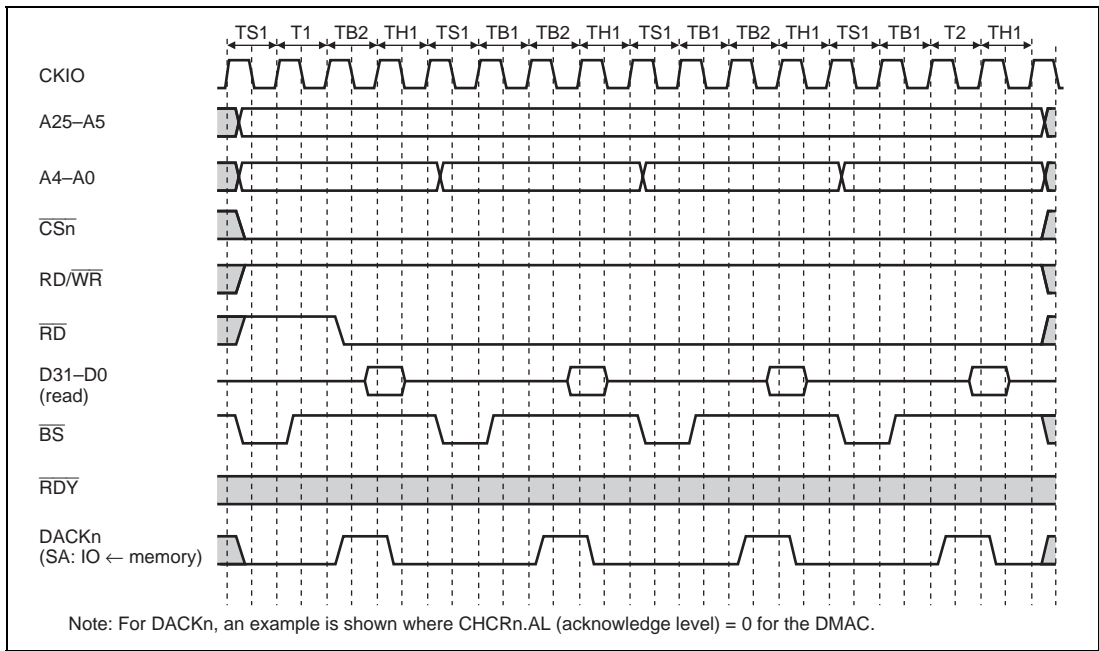 TS1 T1 TB2 TH1 TS1 TB1 TB2 TH1 TS1 TB1 TB2 TH1 TS1 TB1 T2 TH1
CKIO
A25–A5
A4–A0
CSn
RD/WR
RD
D31–D0
(read)
BS
RDY
DACKn
(SA: IO ← memory)
Note: For DACKn, an example is shown where CHCRn.AL (acknowledge level) = 0 for the DMAC.